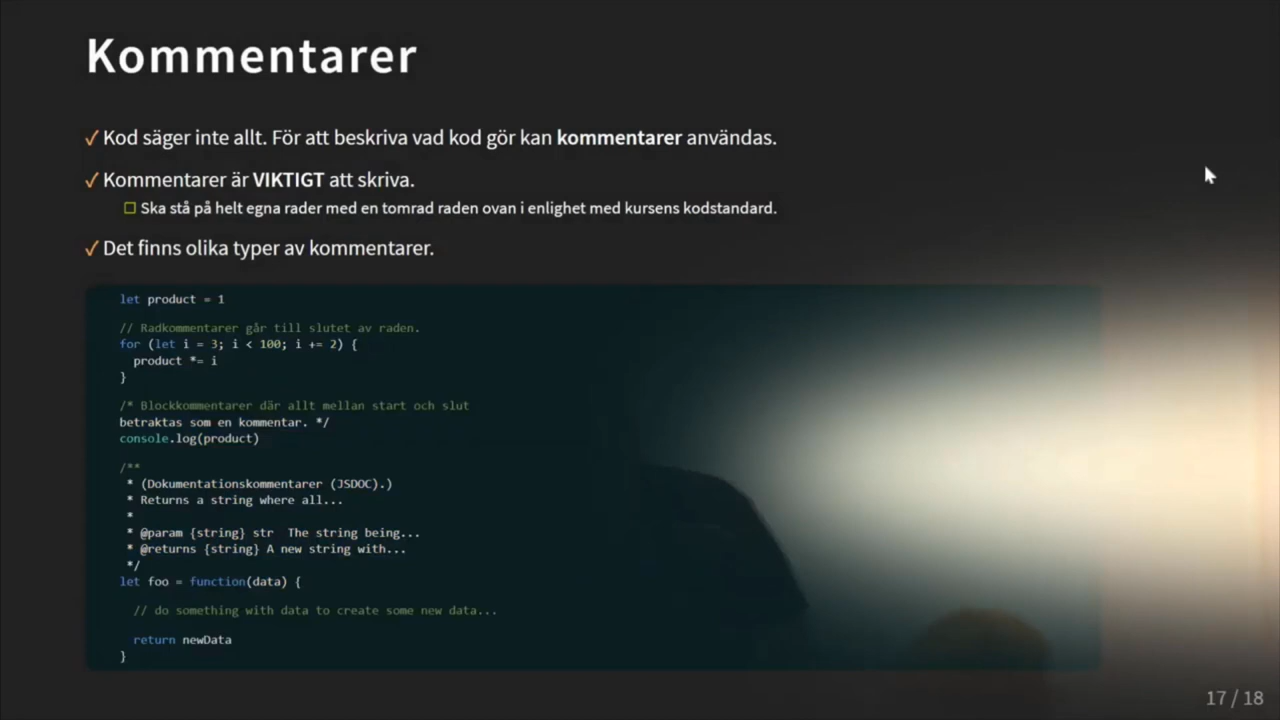 Kommentarer
✓ Kod säger inte allt. För att beskriva vad kod gör kan kommentarer användas.
✓ Kommentarer är VIKTIGT att skriva.
☐ Ska stå på helt egna rader med en tomrad raden ovan i enlighet med kursens kodstandard.
✓ Det finns olika typer av kommentarer.
let product = 1
// Radkommentarer går till slutet av raden.
for (let i = 3; i < 100; i += 2) {
product *= i
}
/* Blockkommentarer där allt mellan start och slut
betraktas som en kommentar. */
console.log(product)
/**
* (Dokumentationskommentarer (JSDOC).)
* Returns a string where all...
*
* @param {string} str  The string being...
* @returns {string} A new string with...
*/
let foo = function(data) {
// do something with data to create some new data...
return newData
}
17 / 18